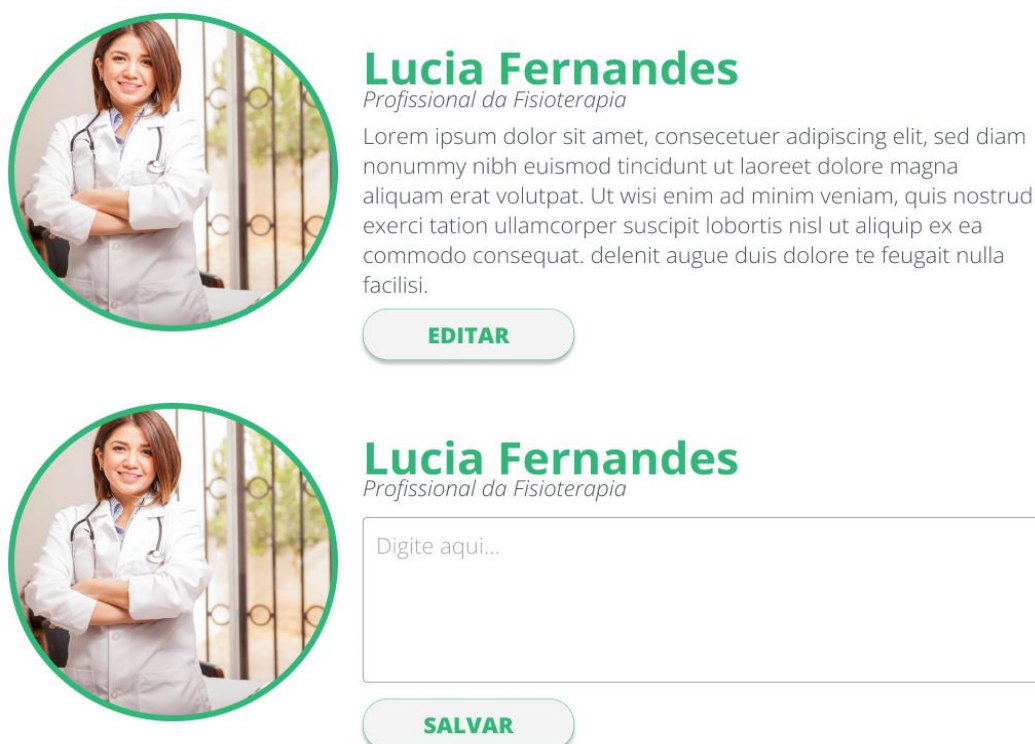 Lucia Fernandes
Profissional da Fisioterapia
Lorem ipsum dolor sit amet, consecetuer adipiscing elit, sed diam
nonummy nibh euismod tincidunt ut laoreet dolore magna
aliquam erat volutpat. Ut wisi enim ad minim veniam, quis nostrud
exerci tation ullamcorper suscipit lobortis nisl ut aliquip ex ea
commodo consequat. delenit augue duis dolore te feugait nulla
facilisi.
EDITAR
Lucia Fernandes
Profissional da Fisioterapia
Digite aqui...
SALVAR